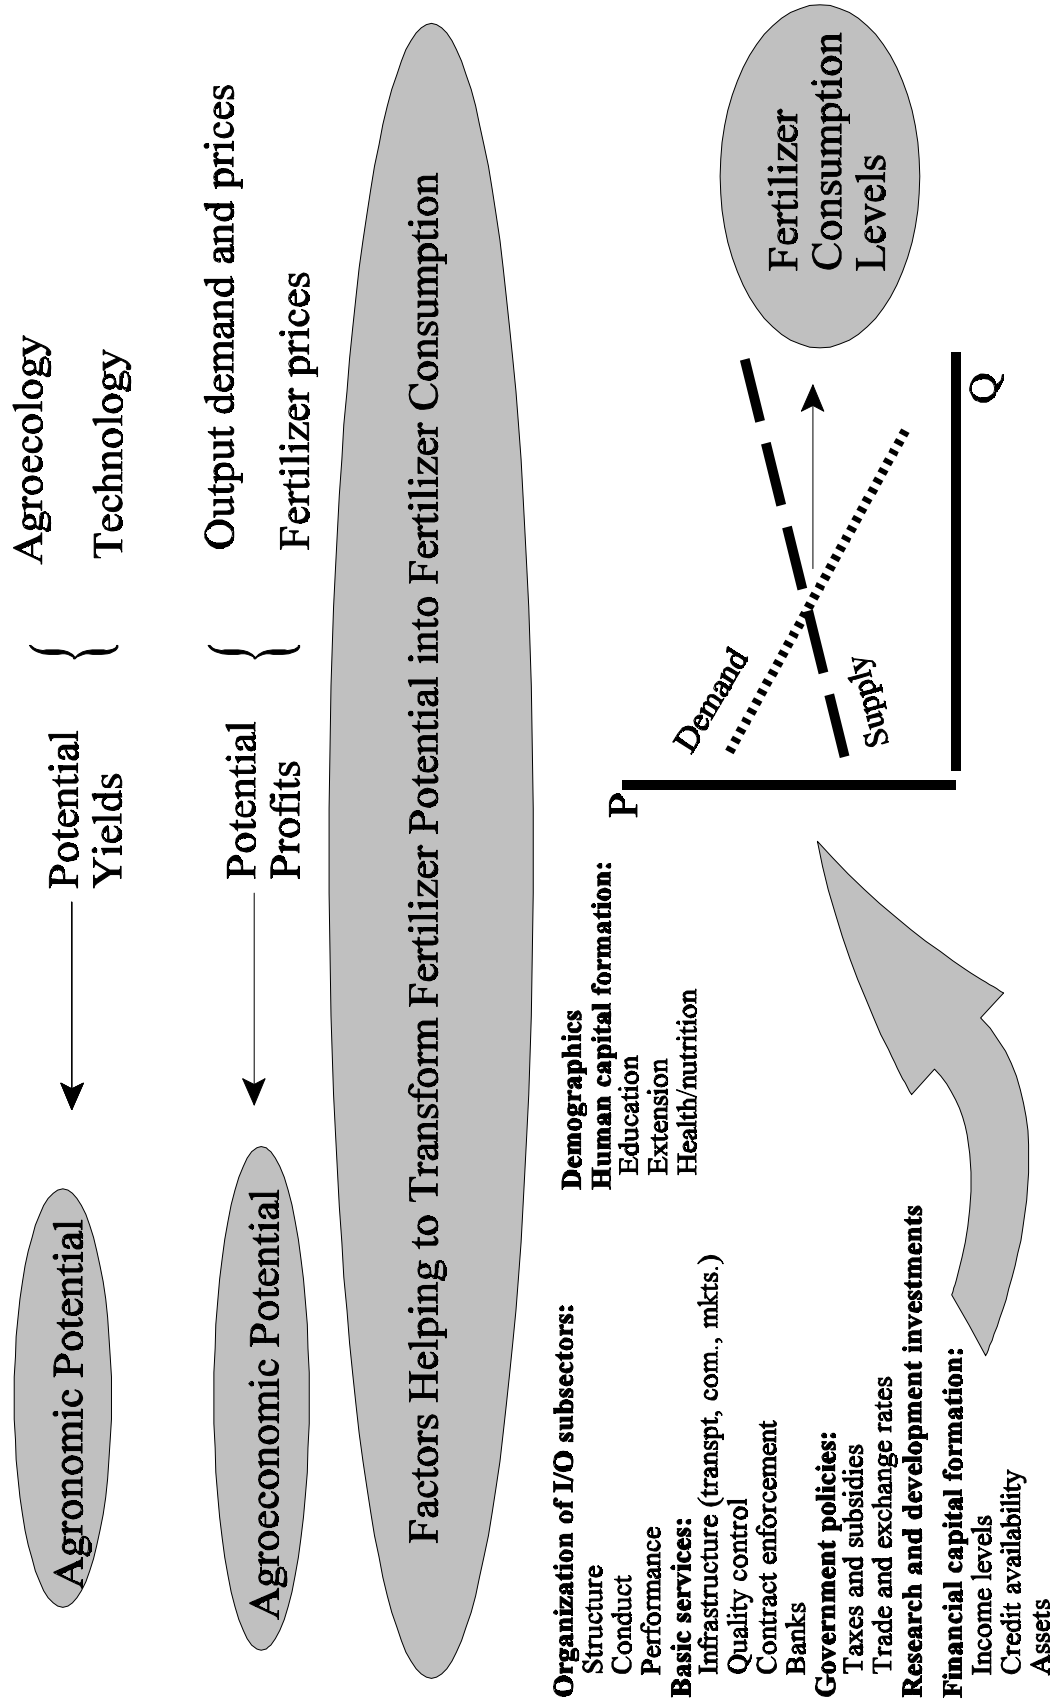 Agronomic Potential
Potential
Yields
{
Agroecology
Technology
Agroeconomic Potential
Potential
Profits
{
Output demand and prices
Fertilizer prices
Factors Helping to Transform Fertilizer Potential into Fertilizer Consumption
Organization of I/O subsectors:
Structure
Conduct
Performance
Basic services:
Infrastructure (transpt, com., mkts.)
Quality control
Contract enforcement
Banks
Government policies:
Taxes and subsidies
Trade and exchange rates
Research and development investments
Financial capital formation:
Income levels
Credit availability
Assets
Demographics
Human capital formation:
Education
Extension
Health/nutrition
P
Demand
Supply
Q
Fertilizer
Consumption
Levels